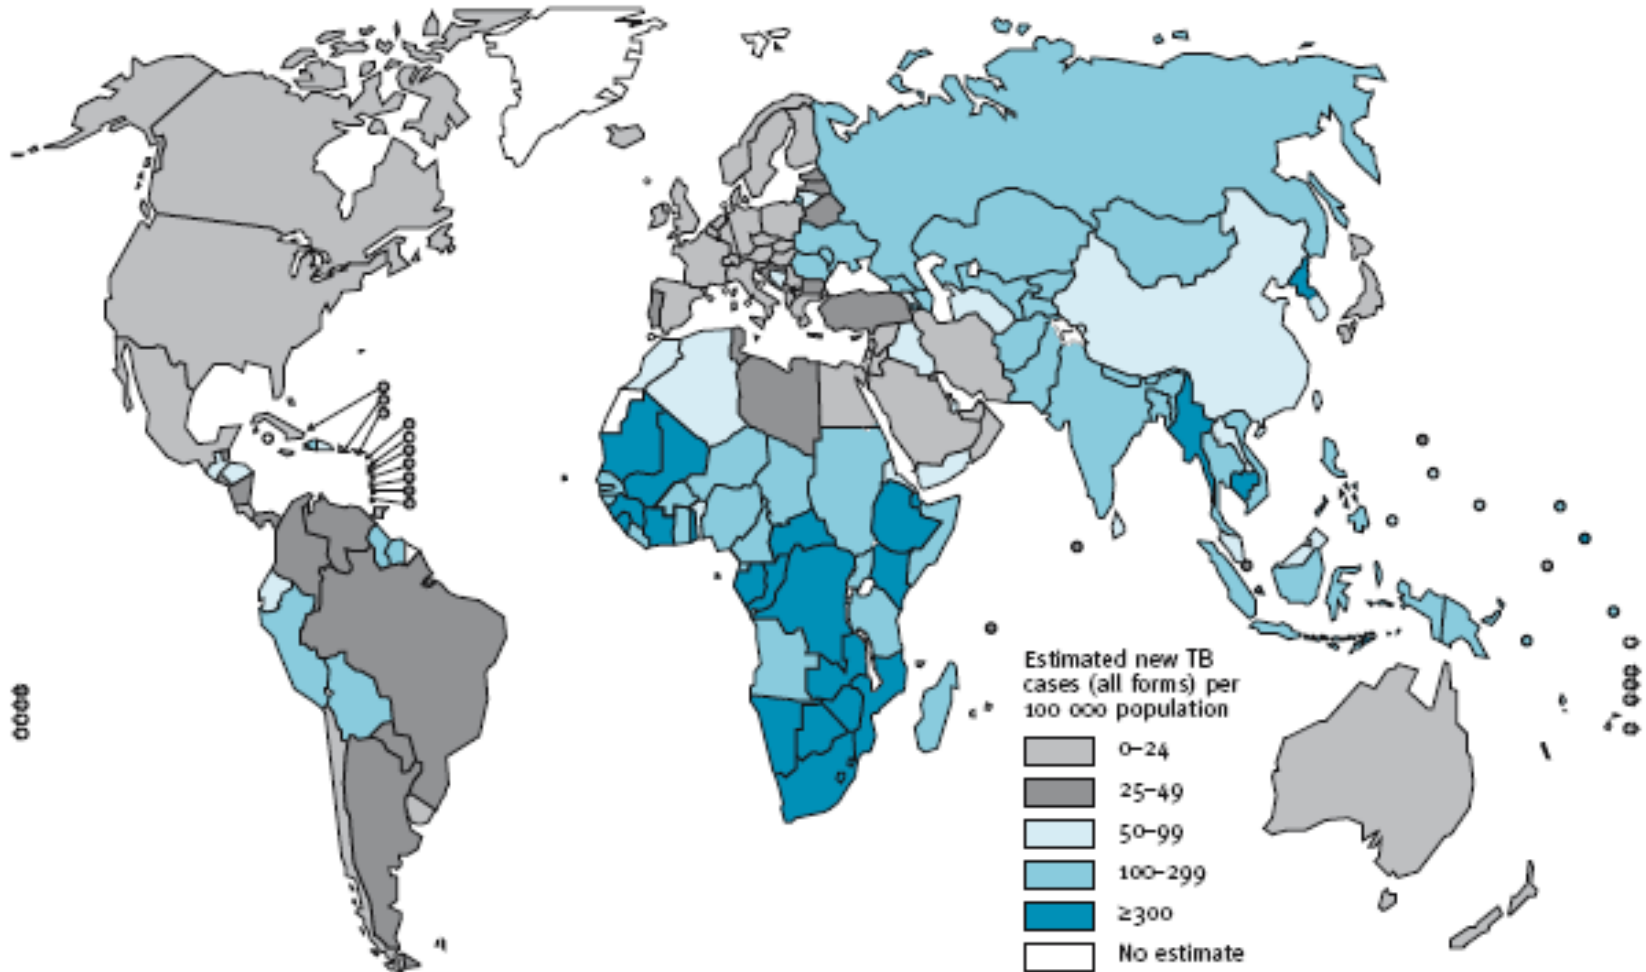 Estimated new TB
cases (all forms) per
100 000 population
0–24
25–49
50–99
100–299
≥300
No estimate